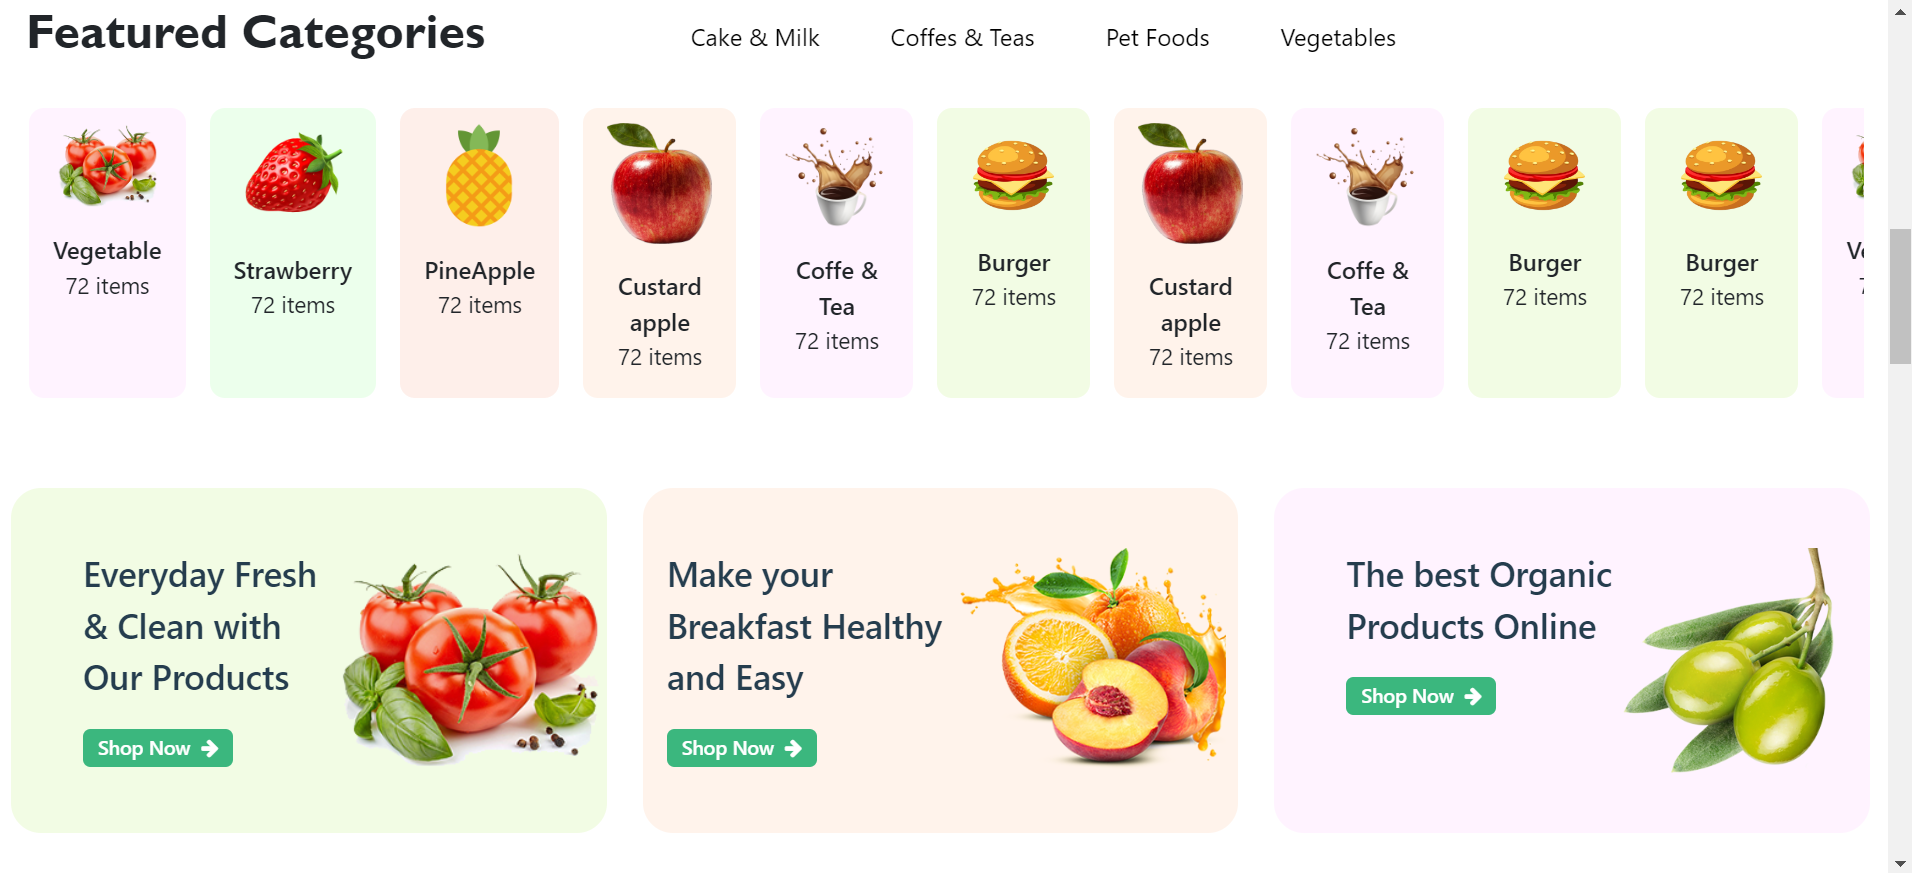 Featured Categories
Cake & Milk
Coffes & Teas
Pet Foods
Vegetables
Vegetable
72 items
Strawberry
72 items
PineApple
72 items
Custard
apple
72 items
Coffe &
Tea
72 items
Burger
72 items
Custard
apple
72 items
Coffe &
Tea
72 items
Burger
72 items
Burger
72 items
Everyday Fresh
& Clean with
Our Products
Shop Now
Make your
Breakfast Healthy
and Easy
Shop Now
The best Organic
Products Online
Shop Now